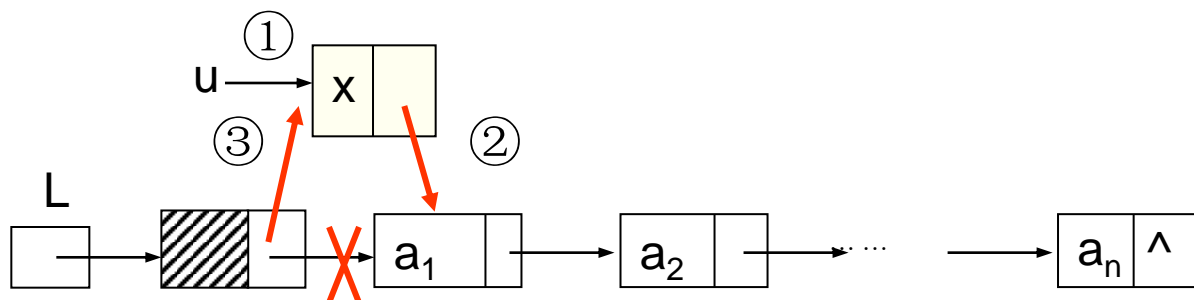 ①
u x
③ ②
L
a₁ a₂ ... ... aₙ ^